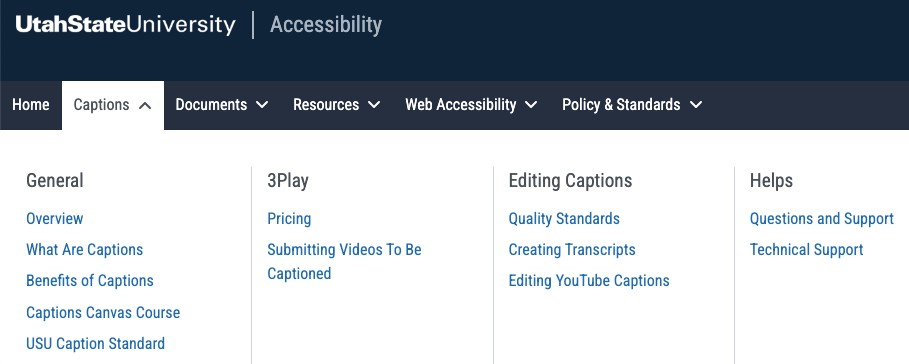 UtahStateUniversity | Accessibility
Home Captions Documents Resources Web Accessibility Policy & Standards
General
Overview
What Are Captions
Benefits of Captions
Captions Canvas Course
USU Caption Standard
3Play
Pricing
Submitting Videos To Be
Captioned
Editing Captions
Quality Standards
Creating Transcripts
Editing YouTube Captions
Helps
Questions and Support
Technical Support